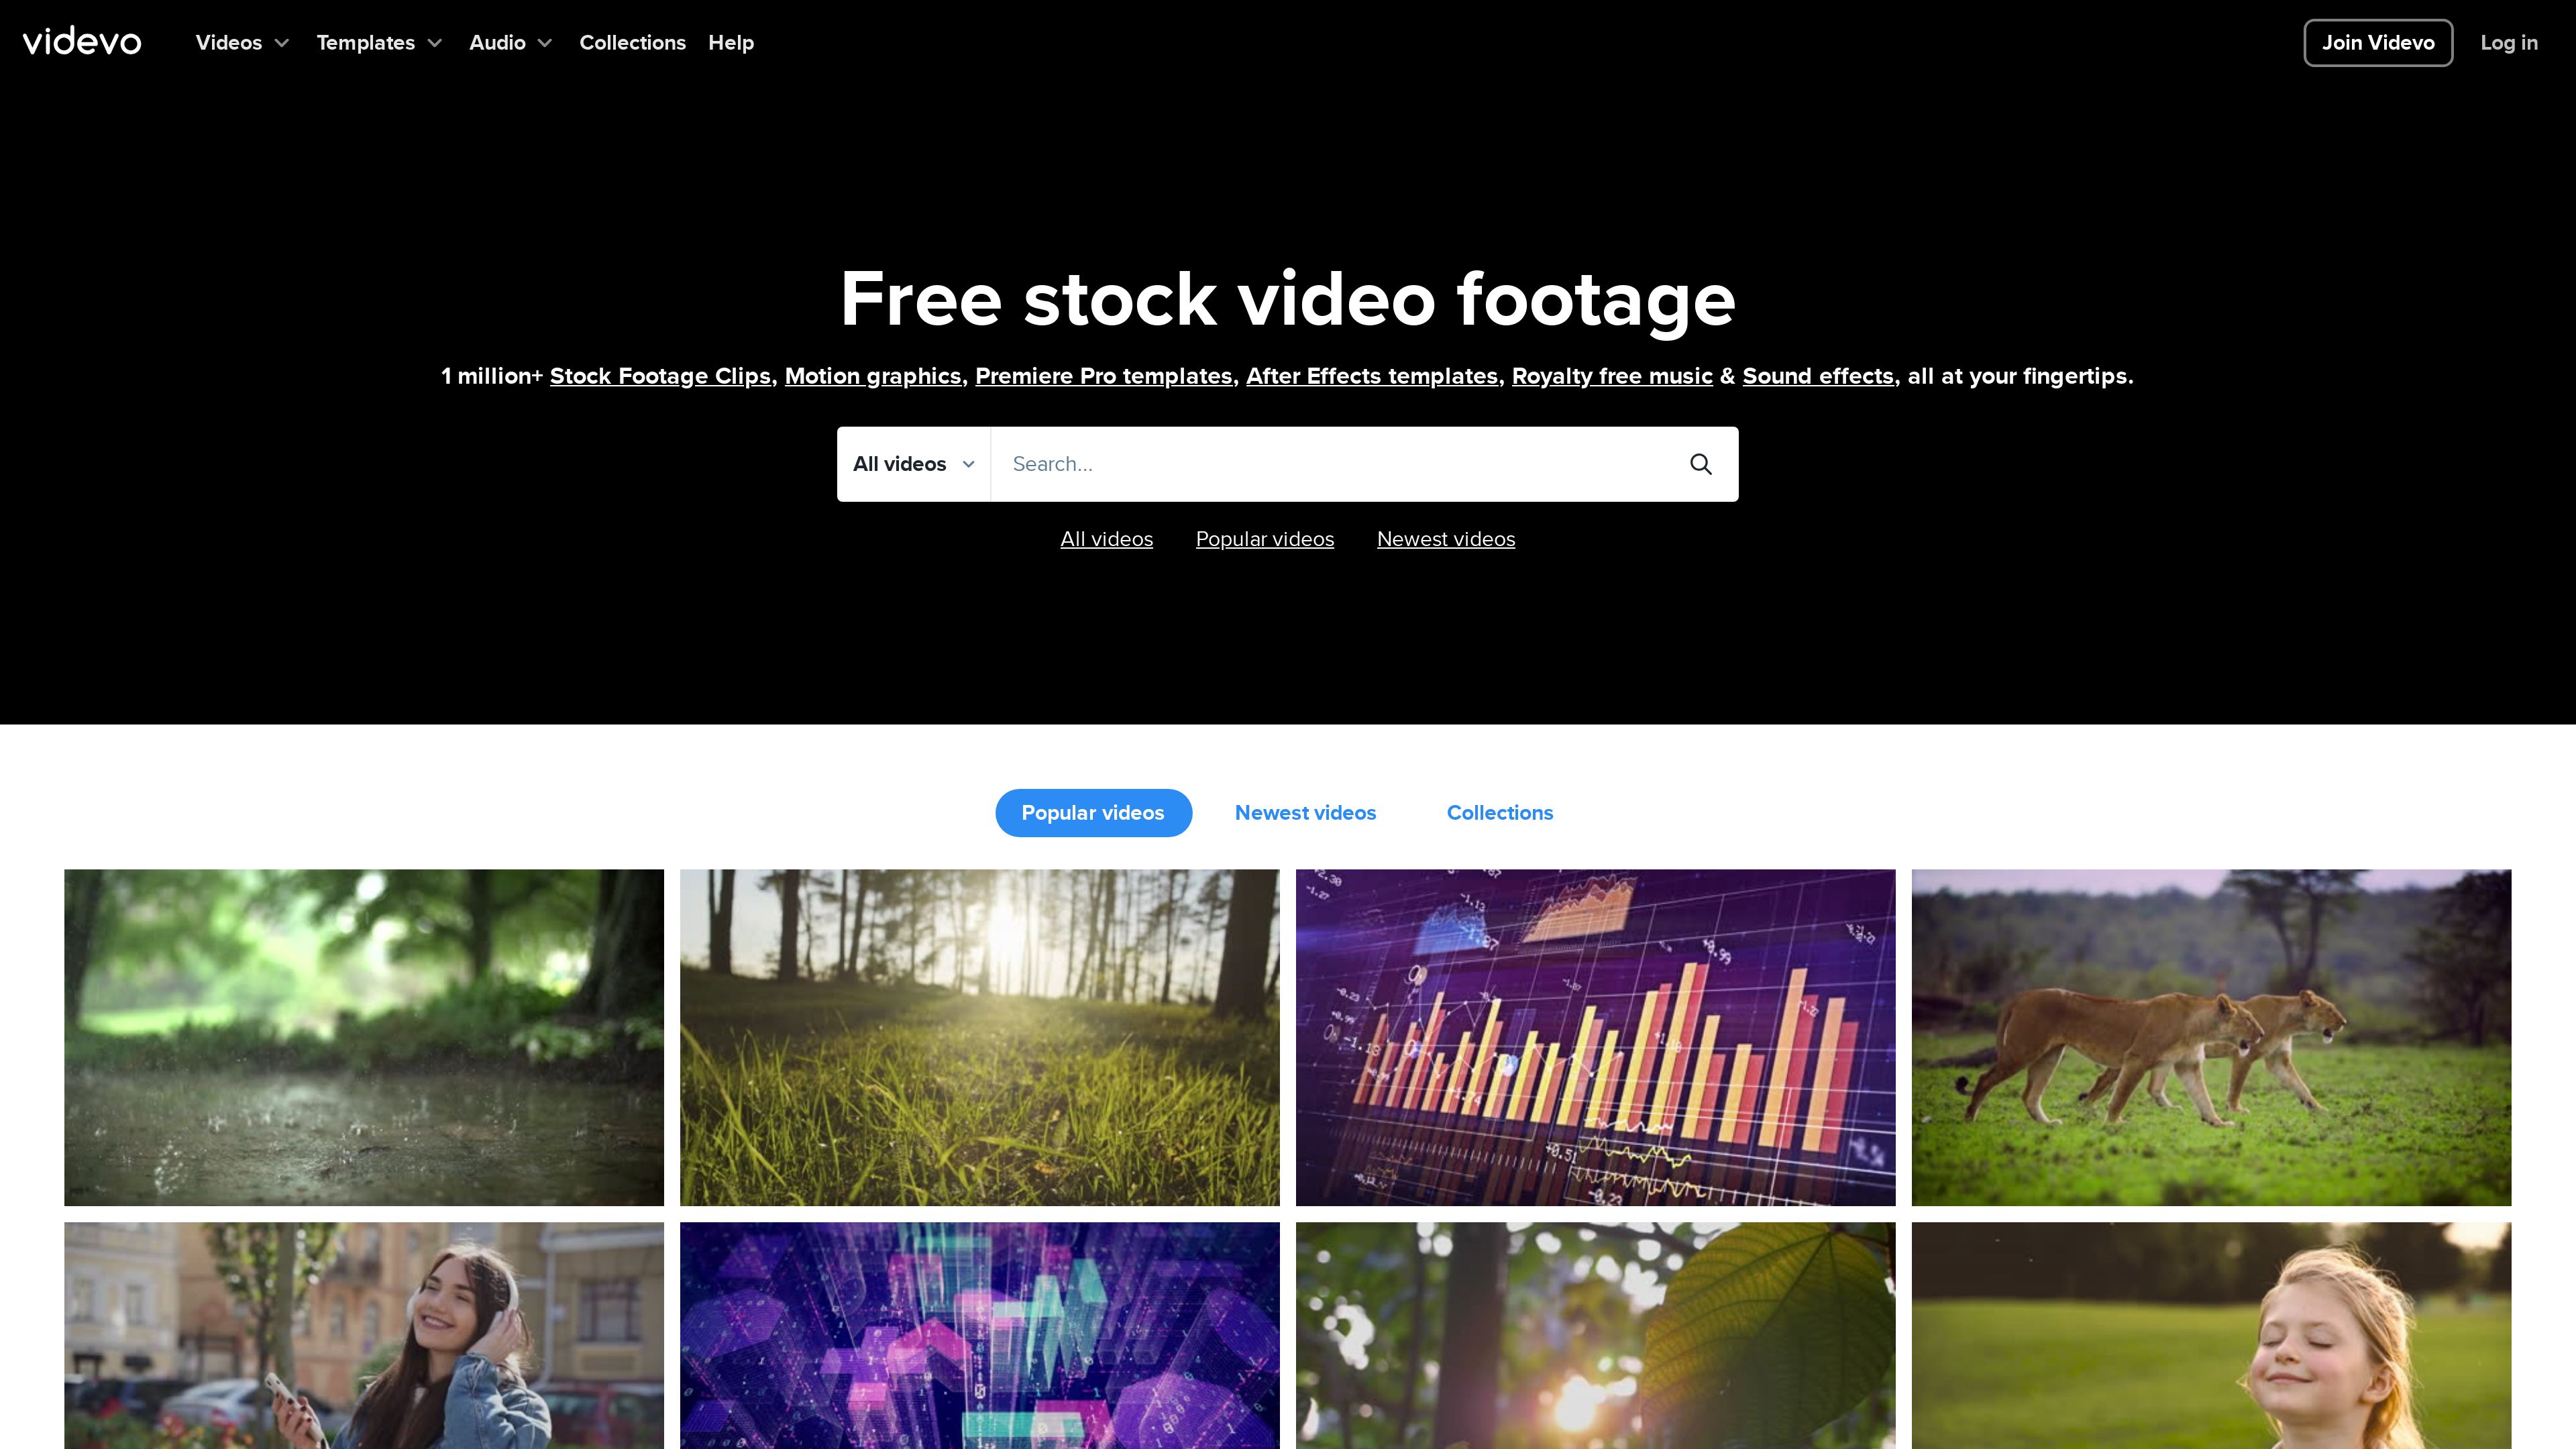 videvo Videos Templates Audio Collections Help Join Videvo Log in
Free stock video footage
1 million+ Stock Footage Clips, Motion graphics, Premiere Pro templates, After Effects templates, Royalty free music & Sound effects, all at your fingertips.
All videos Search...
All videos Popular videos Newest videos
Popular videos Newest videos Collections